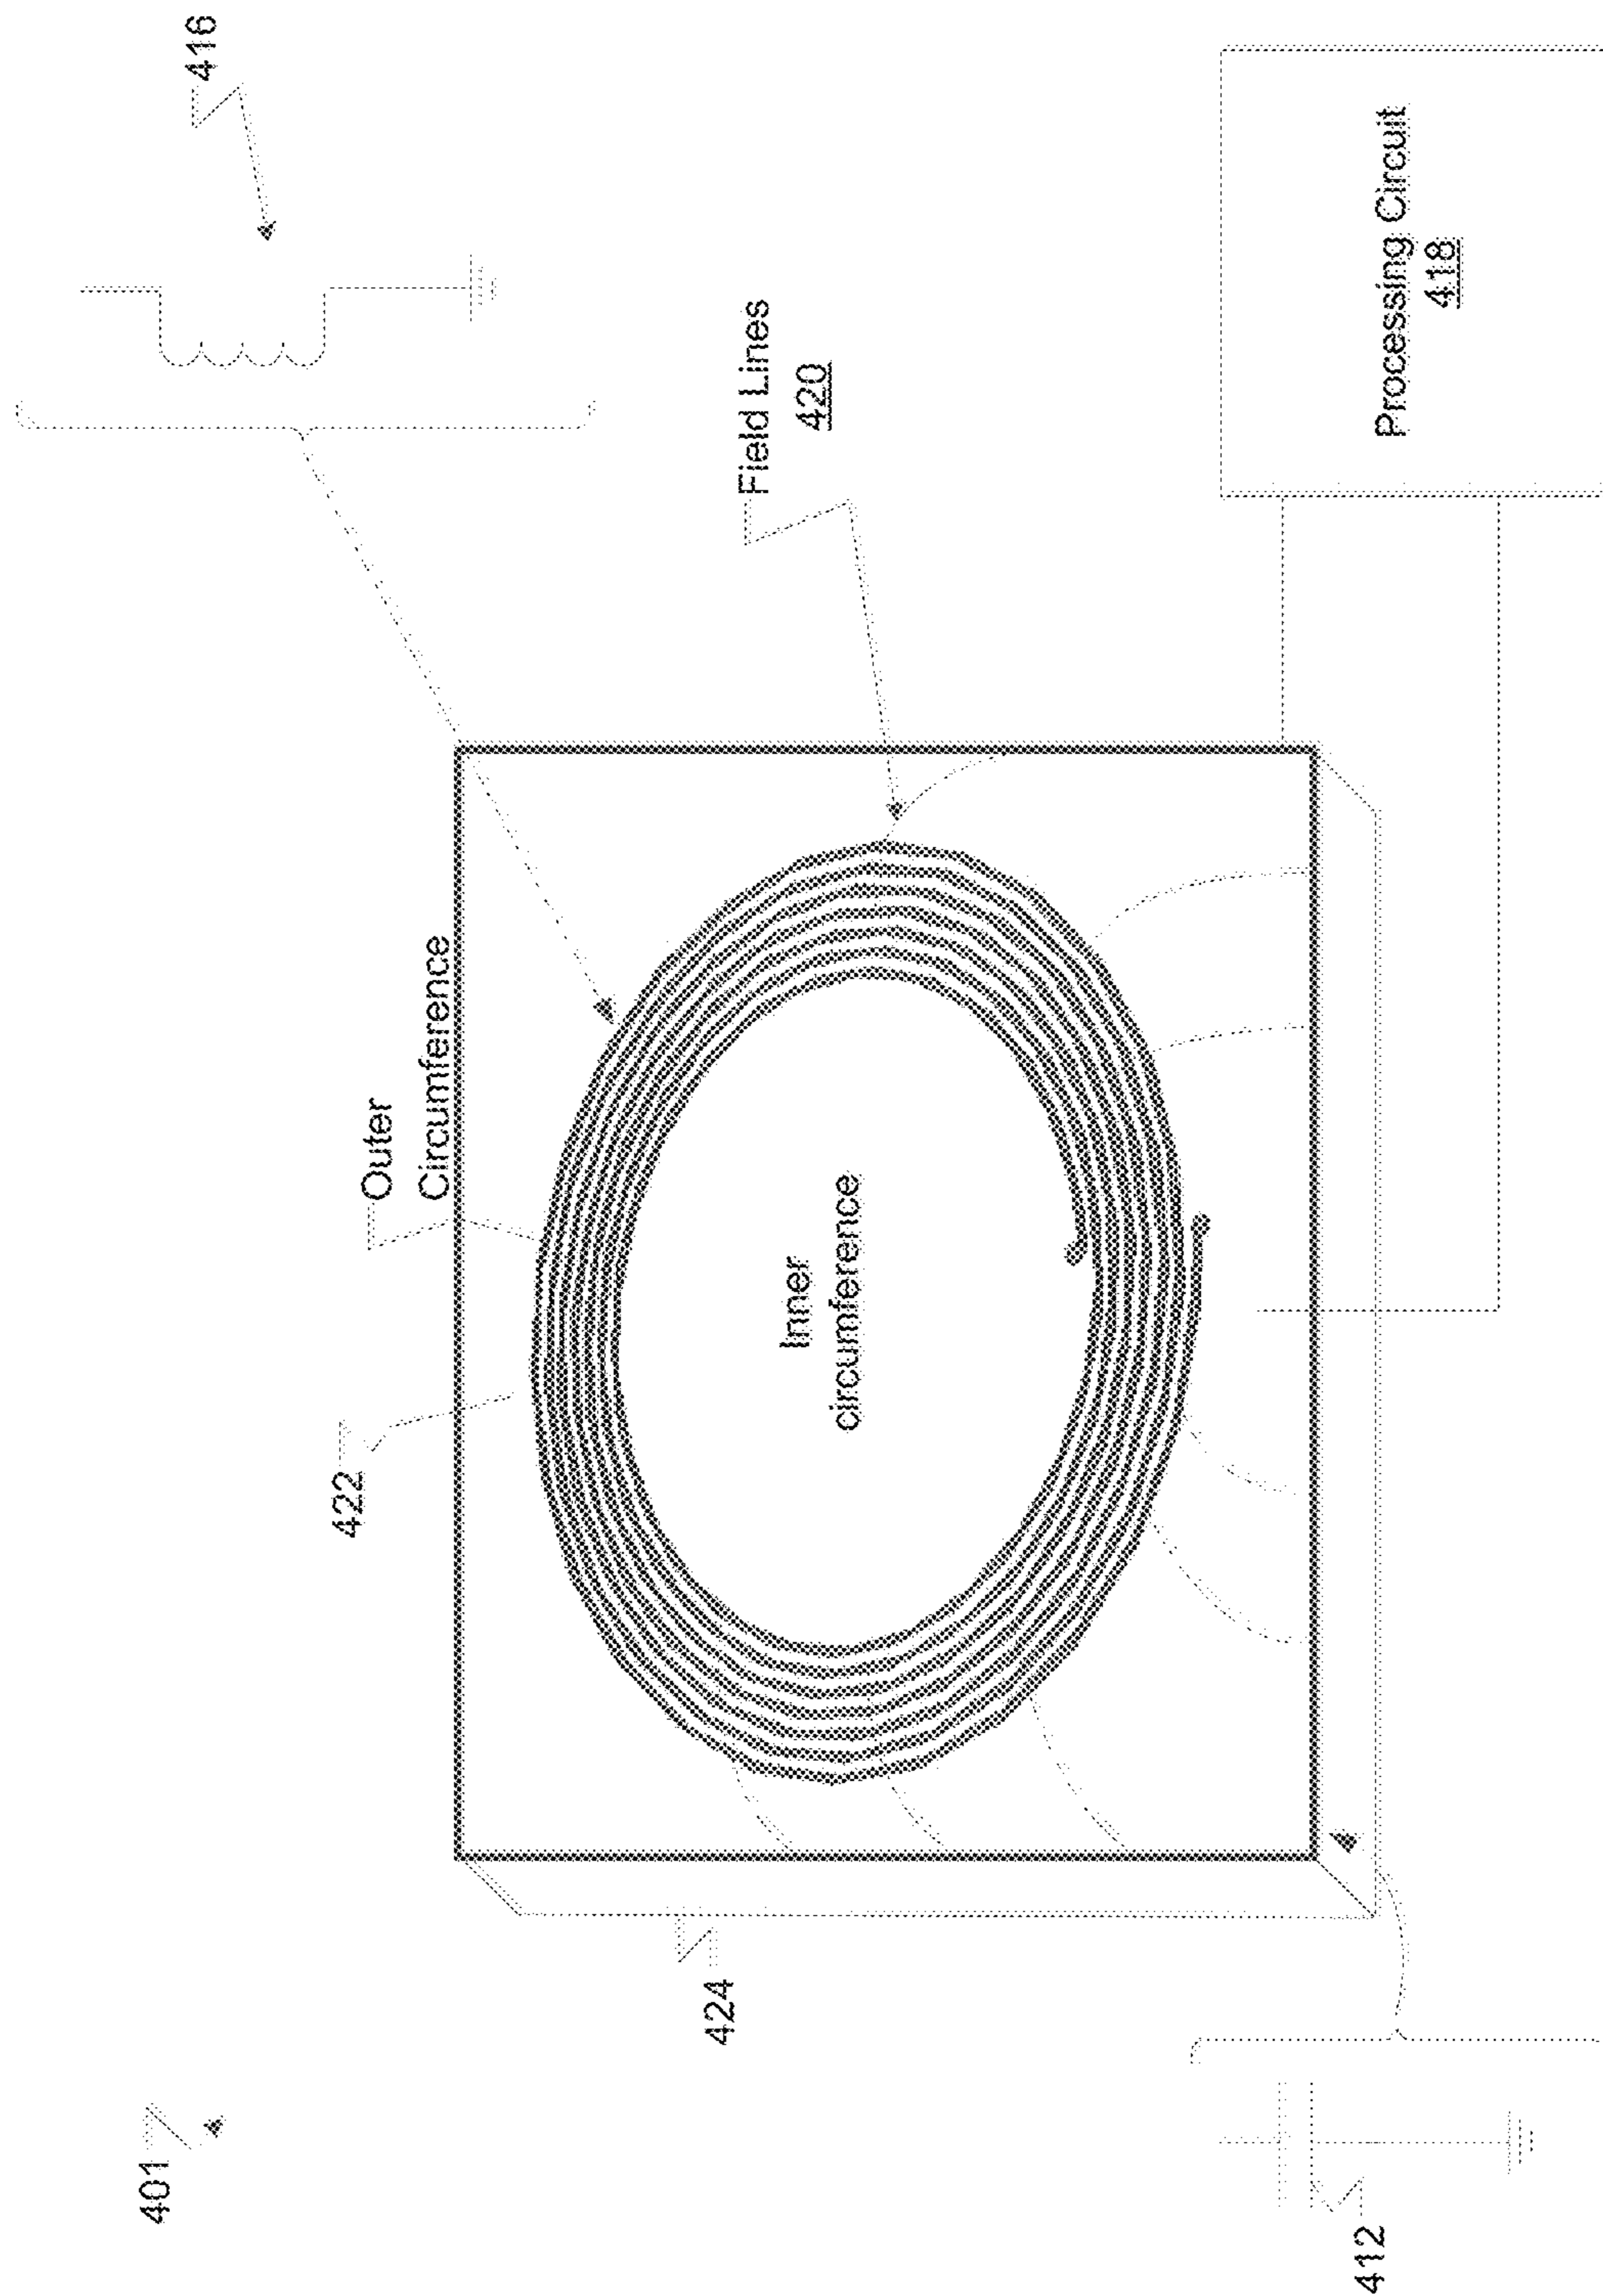 416
Field Lines
420
Processing Circuit
418
Outer
Circumference
Inner
circumference
422
424
401
412